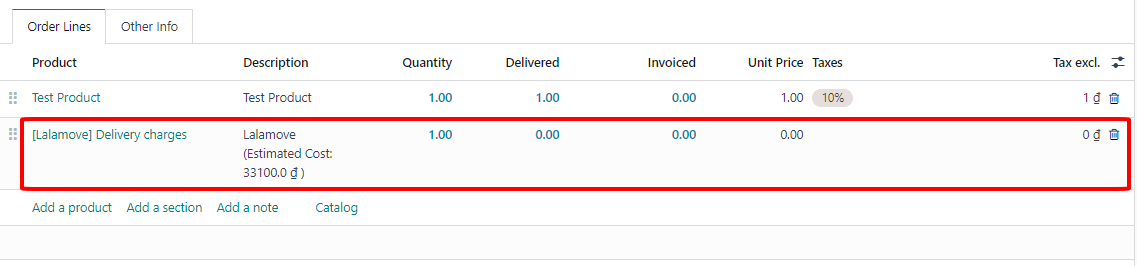 Order Lines Other Info
Product Description Quantity Delivered Invoiced Unit Price Taxes Tax excl.
Test Product Test Product 1.00 1.00 0.00 1.00 10% 1 ₫
[Lalamove] Delivery charges Lalamove 1.00 0.00 0.00 0.00 0 ₫
(Estimated Cost:
33100.0 ₫ )
Add a product Add a section Add a note Catalog